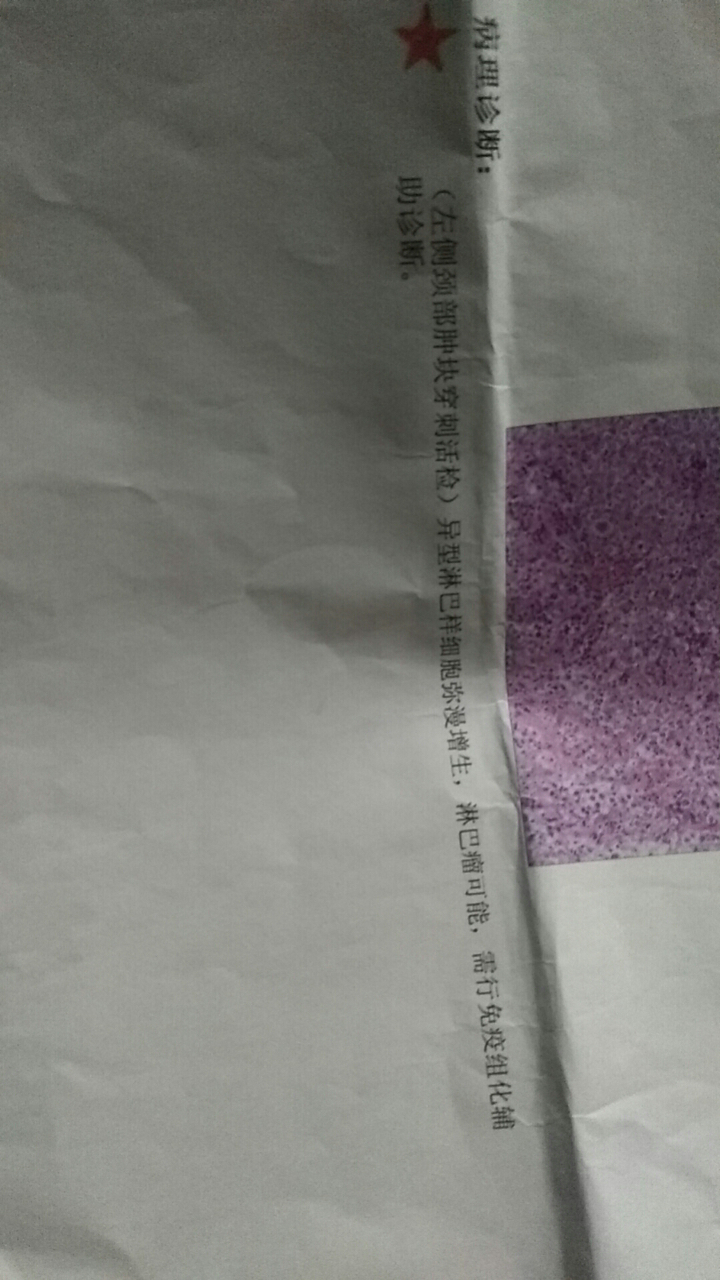 病理诊断：
（左侧颈部肿块穿刺活检）异型淋巴样细胞弥漫增生，淋巴瘤可能，需行免疫组化辅
助诊断。